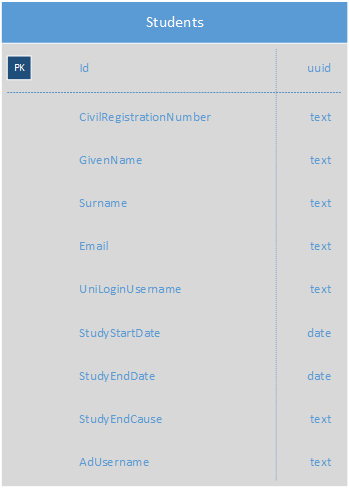 Students
PK Id uuid
CivilRegistrationNumber text
GivenName text
Surname text
Email text
UniLoginUsername text
StudyStartDate date
StudyEndDate date
StudyEndCause text
AdUsername text